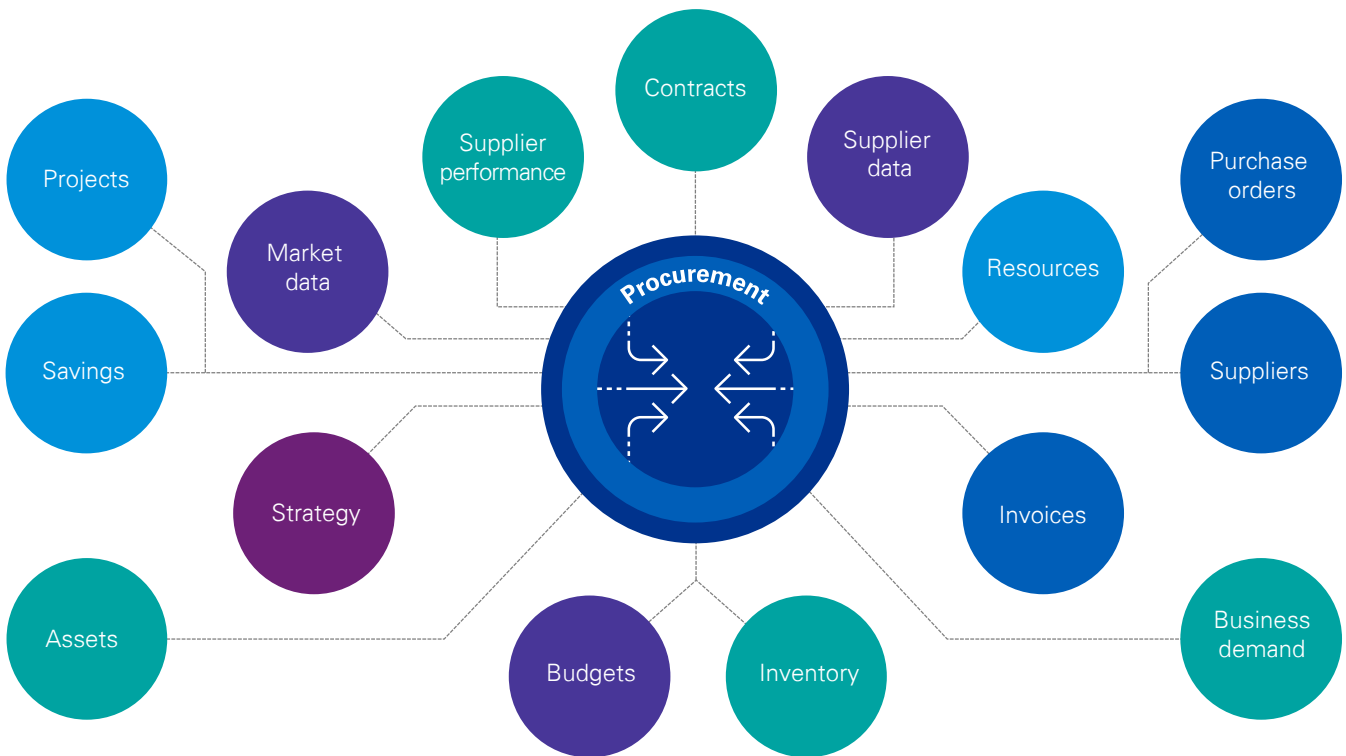 Contracts
Supplier
performance
Supplier
data
Projects
Purchase
orders
Market
data
Resources
Procurement
Savings
Suppliers
Strategy
Invoices
Assets
Business
demand
Budgets
Inventory